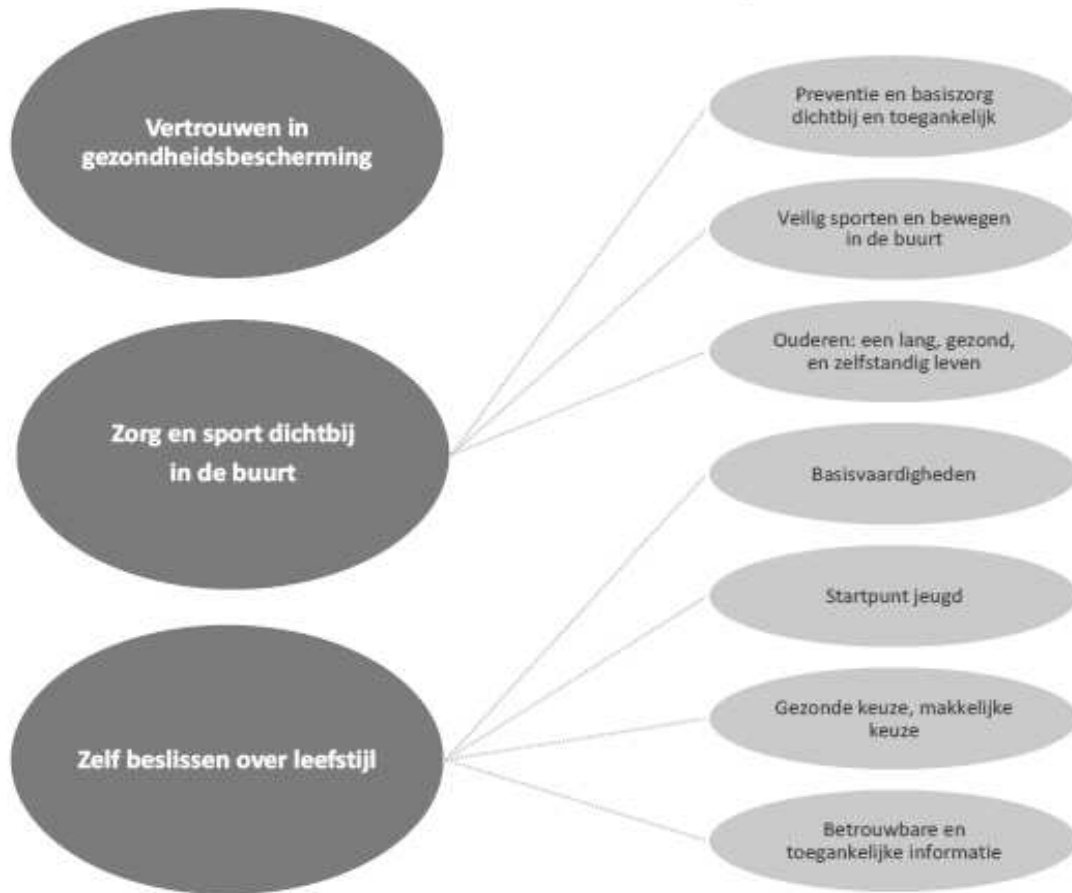 Vertrouwen in
gezondheidsbescherming
Zorg en sport dichtbij
in de buurt
Zelf beslissen over leefstijl
Preventie en basiszorg
dichtbij en toegankelijk
Veilig sporten en bewegen
in de buurt
Ouderen: een lang, gezond,
en zelfstandig leven
Basisvaardigheden
Startpunt jeugd
Gezonde keuze, makkelijke
keuze
Betrouwbare en
toegankelijke informatie